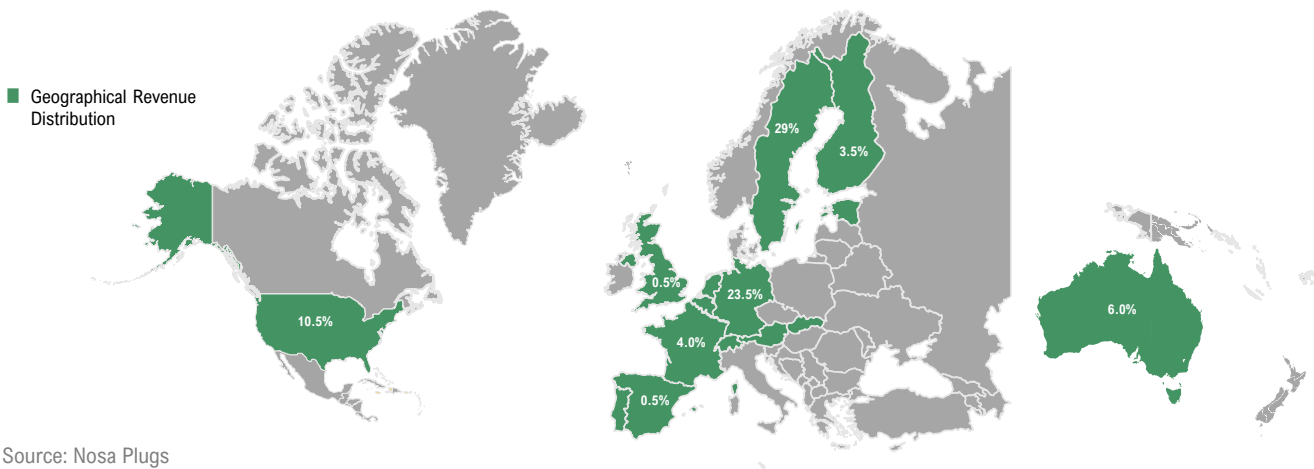 Geographical Revenue
Distribution
29%
3.5%
0.5%
23.5%
10.5%
6.0%
4.0%
0.5%
Source: Nosa Plugs